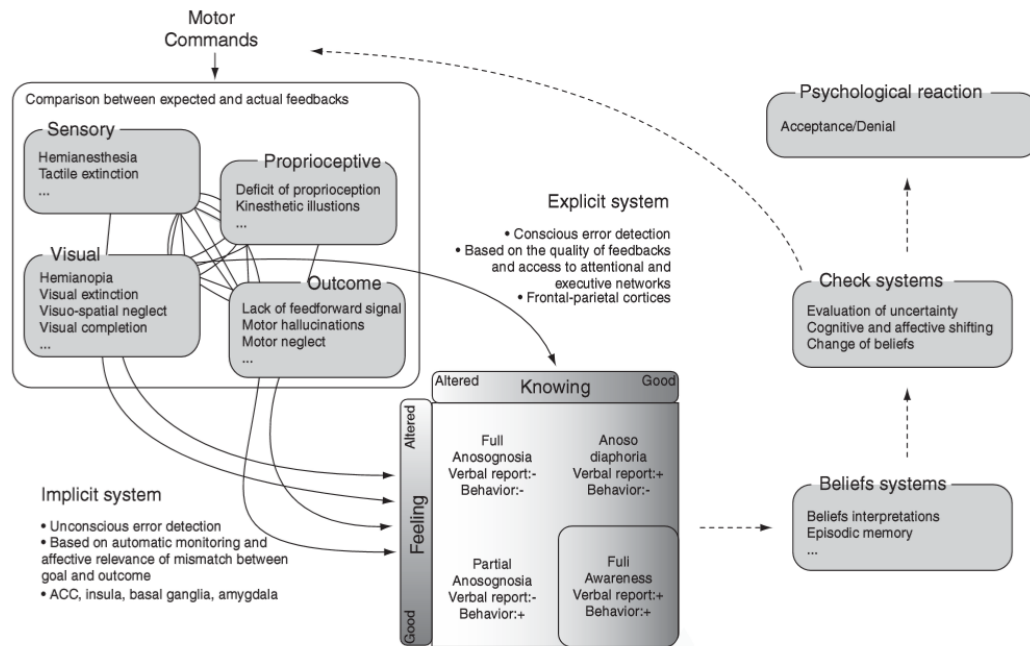 Motor
Commands
Comparison between expected and actual feedbacks
Sensory
Hemianesthesia
Tactile extinction
...
Proprioceptive
Deficit of proprioception
Kinesthetic illustions
...
Visual
Hemianopia
Visual extinction
Visuo-spatial neglect
Visual completion
...
Outcome
Lack of feedforward signal
Motor hallucinations
Motor neglect
...
Explicit system
• Conscious error detection
• Based on the quality of feedbacks
and access to attentional and
executive networks
• Frontal-parietal cortices
Psychological reaction
Acceptance/Denial
Check systems
Evaluation of uncertainty
Cognitive and affective shifting
Change of beliefs
Beliefs systems
Beliefs interpretations
Episodic memory
...
Altered
Knowing
Good
Altered
Feeling
Good
Full
Anosognosia
Verbal report:-
Behavior:-
Anoso
diaphoria
Verbal report:+
Behavior:-
Partial
Anosognosia
Verbal report:-
Behavior:+
Full
Awareness
Verbal report:+
Behavior:+
Implicit system
• Unconscious error detection
• Based on automatic monitoring and
affective relevance of mismatch between
goal and outcome
• ACC, insula, basal ganglia, amygdala